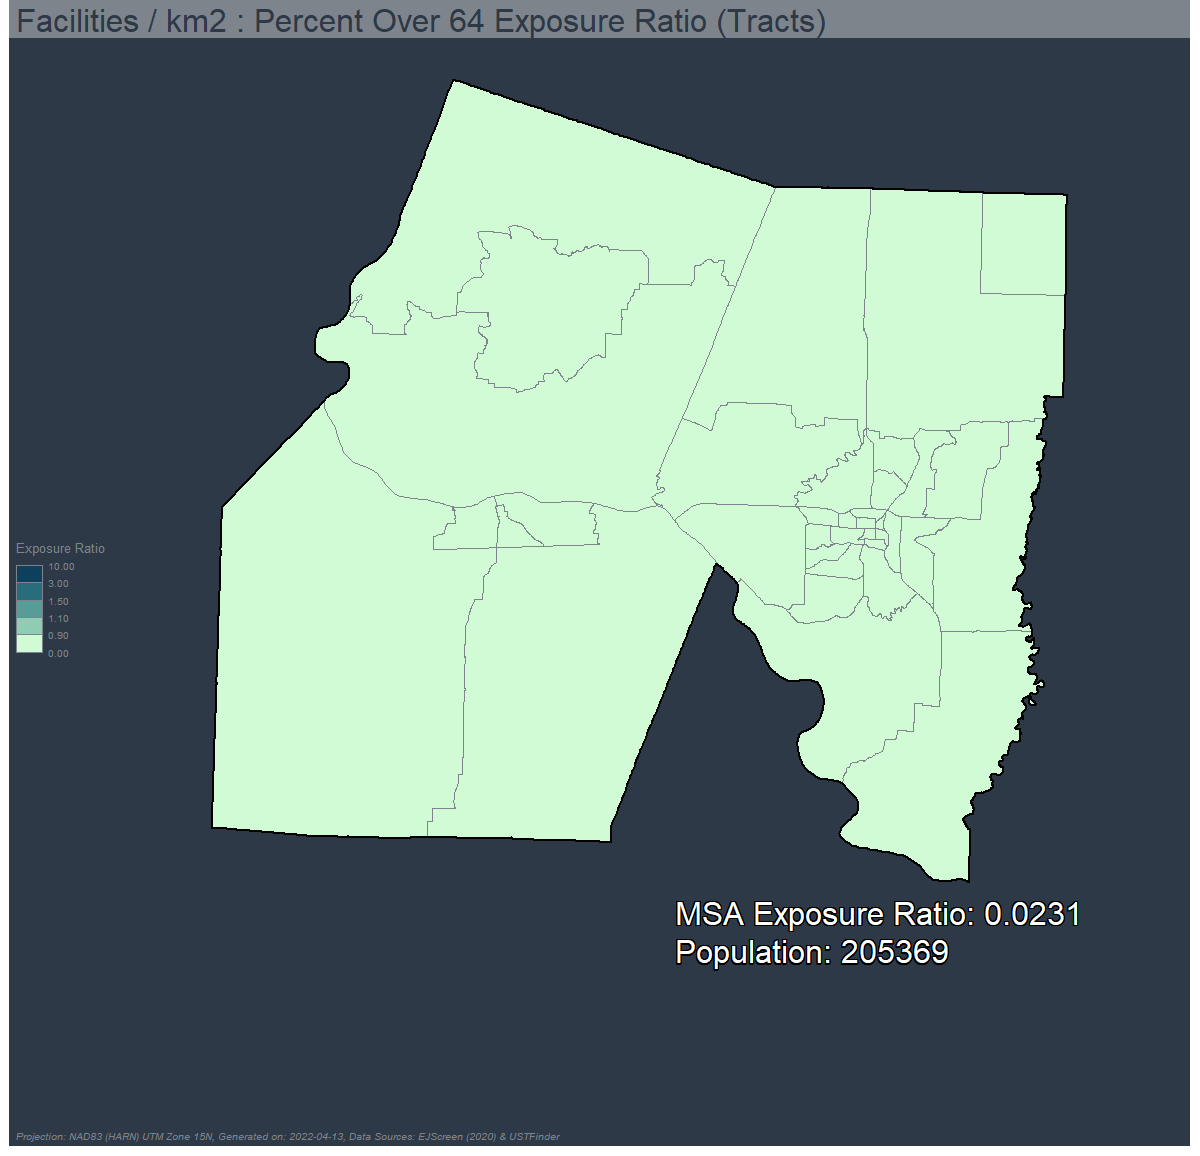 Facilities / km2 : Percent Over 64 Exposure Ratio (Tracts)
Exposure Ratio
10.00
3.00
1.50
1.10
0.90
0.00
MSA Exposure Ratio: 0.0231
Population: 205369
Projection: NAD83 (HARN) UTM Zone 15N, Generated on: 2022-04-13, Data Sources: EJScreen (2020) & USTFinder